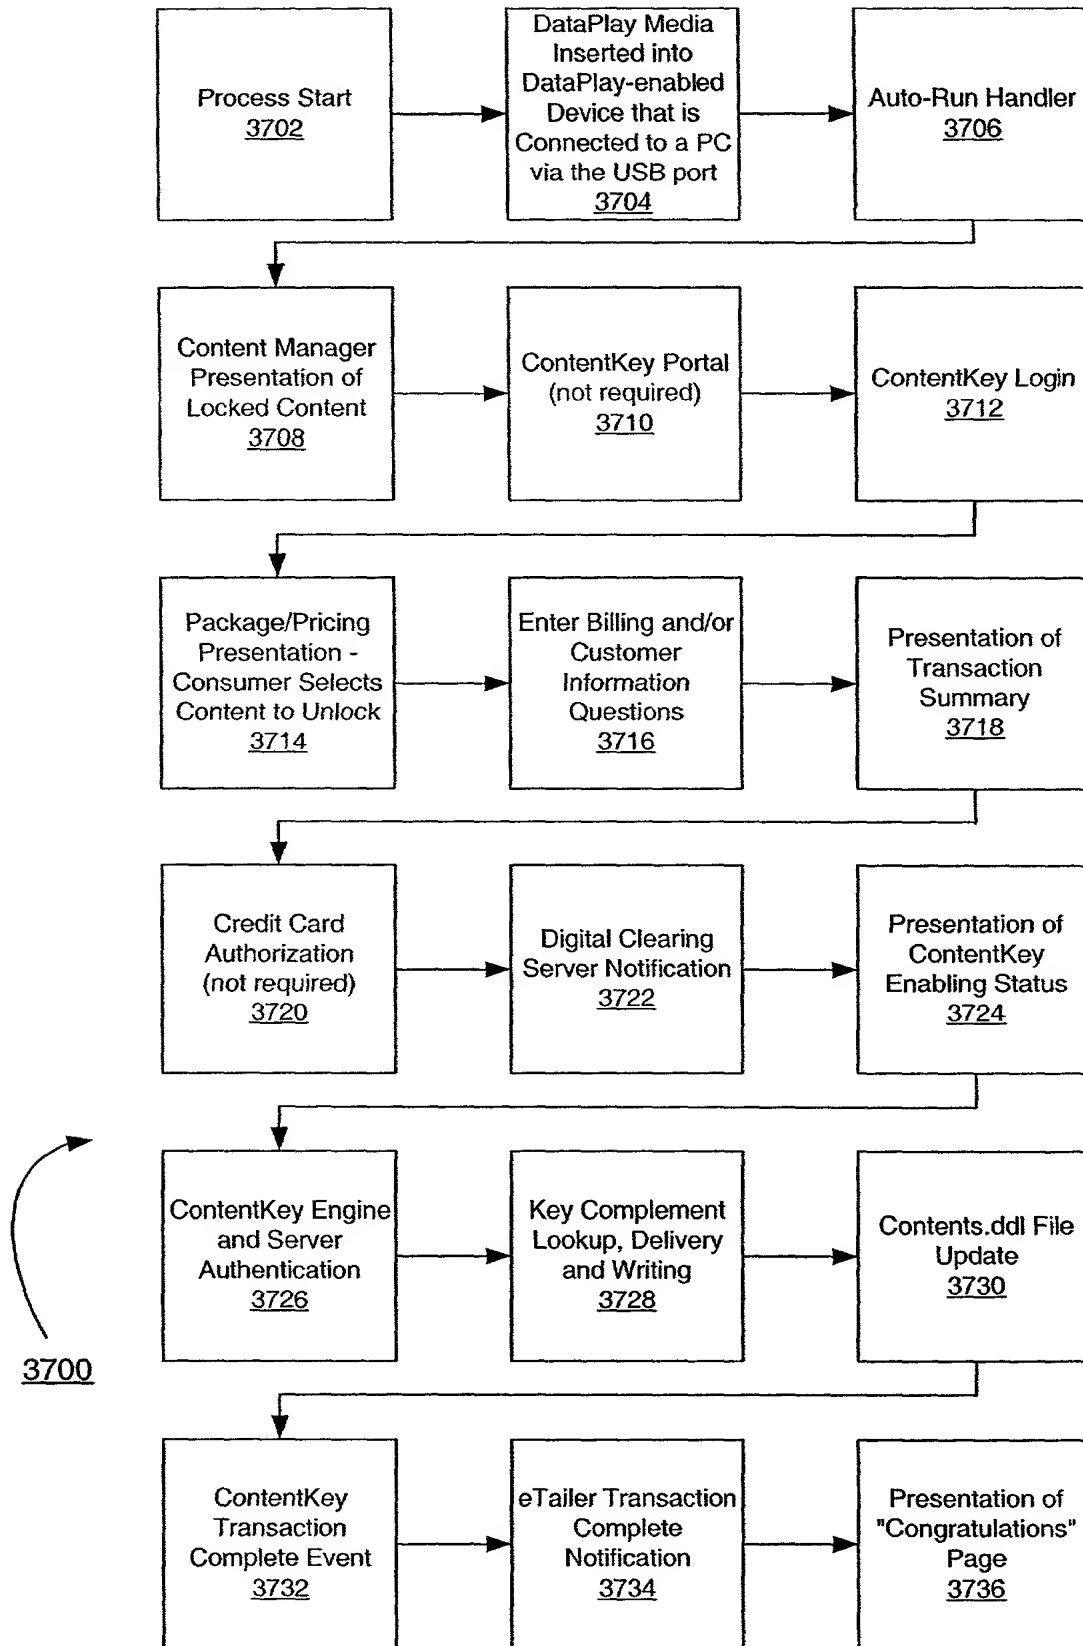 Process Start
3702
DataPlay Media
Inserted into
DataPlay-enabled
Device that is
Connected to a PC
via the USB port
3704
Auto-Run Handler
3706
Content Manager
Presentation of
Locked Content
3708
ContentKey Portal
(not required)
3710
ContentKey Login
3712
Package/Pricing
Presentation -
Consumer Selects
Content to Unlock
3714
Enter Billing and/or
Customer
Information
Questions
3716
Presentation of
Transaction
Summary
3718
Credit Card
Authorization
(not required)
3720
Digital Clearing
Server Notification
3722
Presentation of
ContentKey
Enabling Status
3724
ContentKey Engine
and Server
Authentication
3726
Key Complement
Lookup, Delivery
and Writing
3728
Contents.ddl File
Update
3730
3700
ContentKey
Transaction
Complete Event
3732
eTailer Transaction
Complete
Notification
3734
Presentation of
"Congratulations"
Page
3736